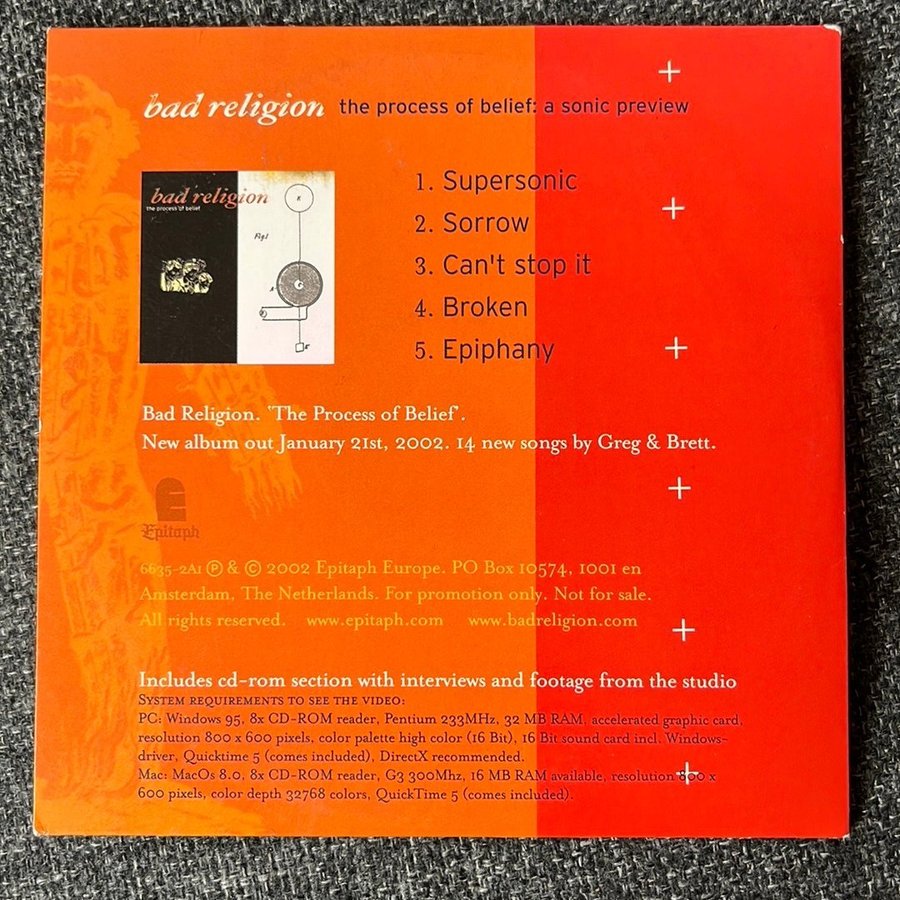 bad religion the process of belief: a sonic preview
bad religion
the process of belief
Fig.1
K
G
1. Supersonic
2. Sorrow
3. Can't stop it
4. Broken
5. Epiphany
Bad Religion. 'The Process of Belief'.
New album out January 21st, 2002. 14 new songs by Greg & Brett.
Epitaph
6635-2A1 Ⓟ & © 2002 Epitaph Europe. PO Box 10574, 1001 en
Amsterdam, The Netherlands. For promotion only. Not for sale.
All rights reserved. www.epitaph.com www.badreligion.com
Includes cd-rom section with interviews and footage from the studio
System requirements to see the video:
PC: Windows 95, 8x CD-ROM reader, Pentium 233MHz, 32 MB RAM, accelerated graphic card,
resolution 800 x 600 pixels, color palette high color (16 Bit), 16 Bit sound card incl. Windows-
driver, Quicktime 5 (comes included), DirectX recommended.
Mac: MacOs 8.0, 8x CD-ROM reader, G3 300Mhz, 16 MB RAM available, resolution 800 x
600 pixels, color depth 32768 colors, QuickTime 5 (comes included).